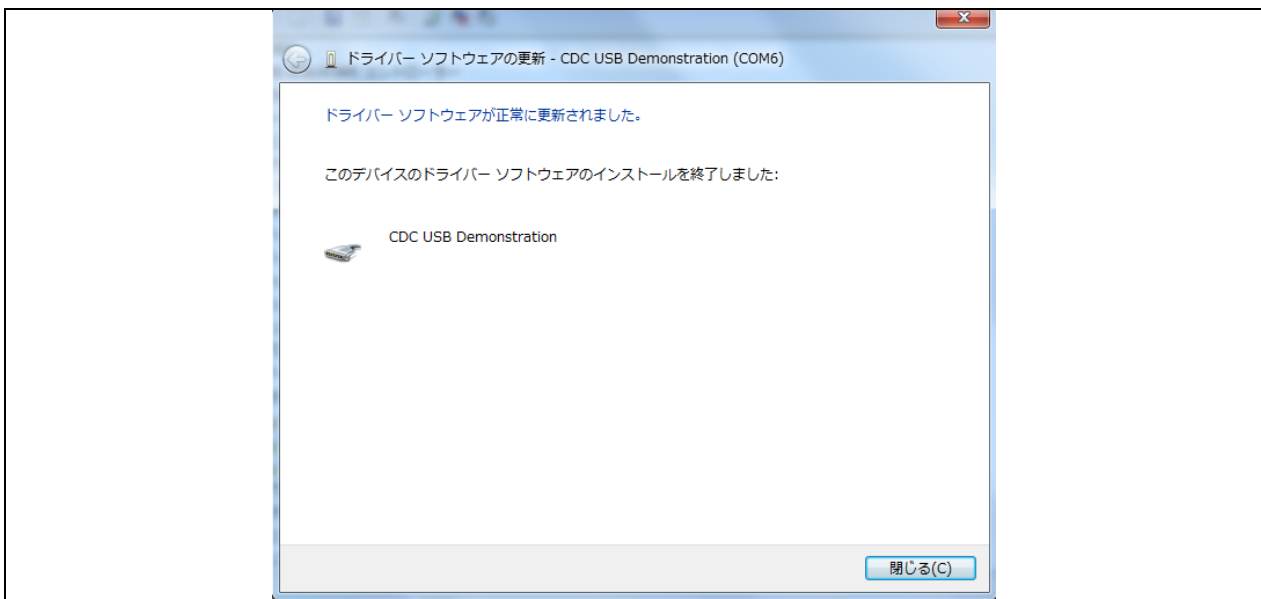 ドライバー ソフトウェアの更新 - CDC USB Demonstration (COM6)
ドライバー ソフトウェアが正常に更新されました。
このデバイスのドライバー ソフトウェアのインストールを終了しました:
CDC USB Demonstration
閉じる(C)